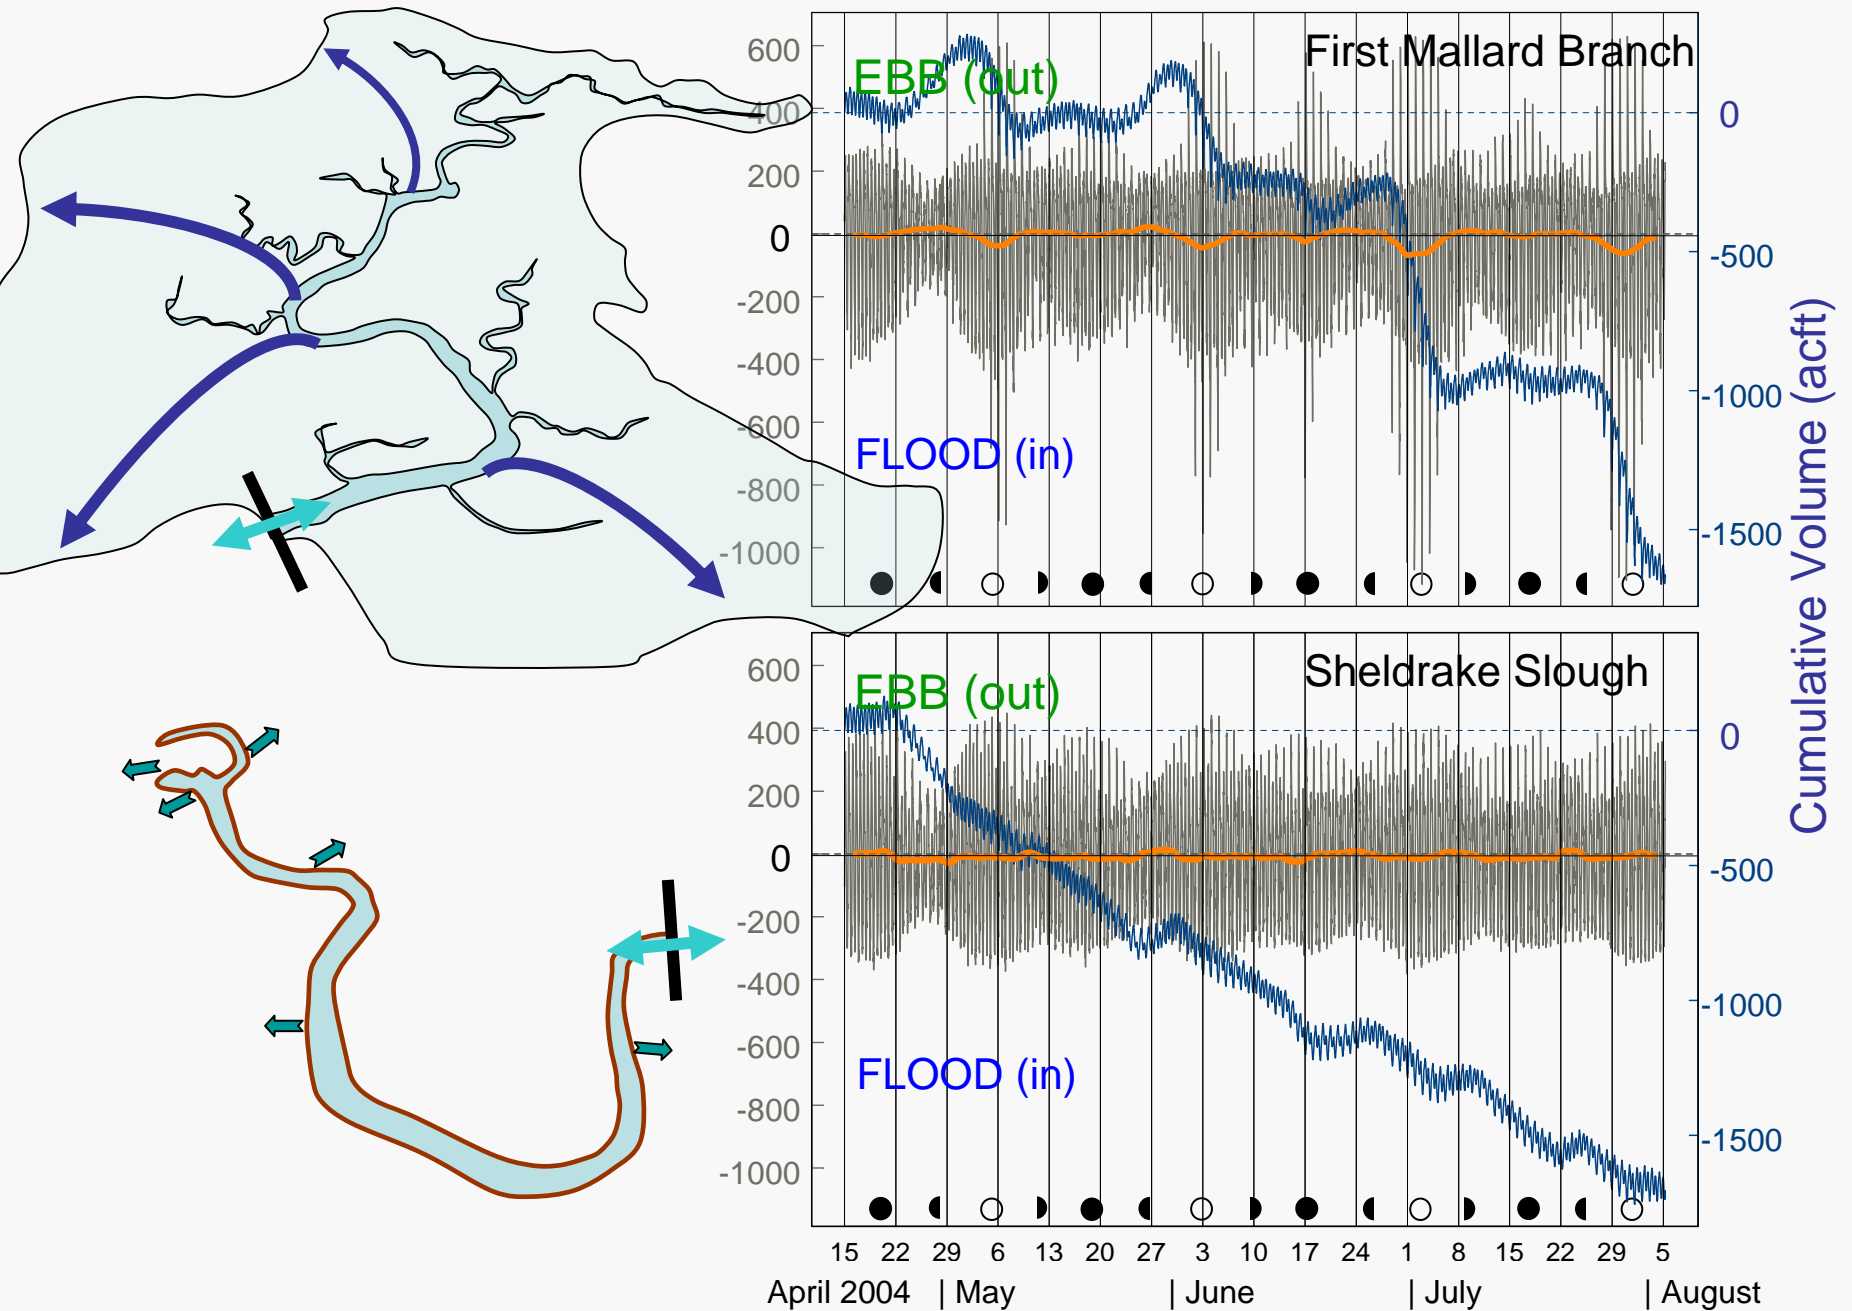 First Mallard Branch
EBB (out)
FLOOD (in)
600
400
200
0
-200
-400
-600
-800
-1000
0
-500
-1000
-1500
Cumulative Volume (acft)
Sheldrake Slough
EBB (out)
FLOOD (in)
600
400
200
0
-200
-400
-600
-800
-1000
0
-500
-1000
-1500
15 22 29 6 13 20 27 3 10 17 24 1 8 15 22 29 5
April 2004 | May | June | July | August